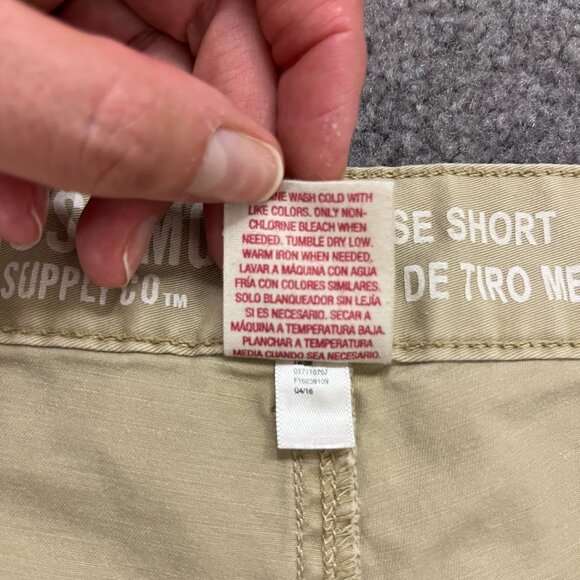 INE WASH COLD WITH
LIKE COLORS. ONLY NON-
CHLORINE BLEACH WHEN
NEEDED. TUMBLE DRY LOW.
WARM IRON WHEN NEEDED,
LAVAR A MÁQUINA CON AGUA
FRÍA CON COLORES SIMILARES.
SOLO BLANQUEADOR SIN LEJÍA
SI ES NECESARIO. SECAR A
MÁQUINA A TEMPERATURA BAJA.
PLANCHAR A TEMPERATURA
MEDIA CUANDO SEA NECESARIO.
SUPPLY CO™
SE SHORT
DE TIRO ME
Q4/16